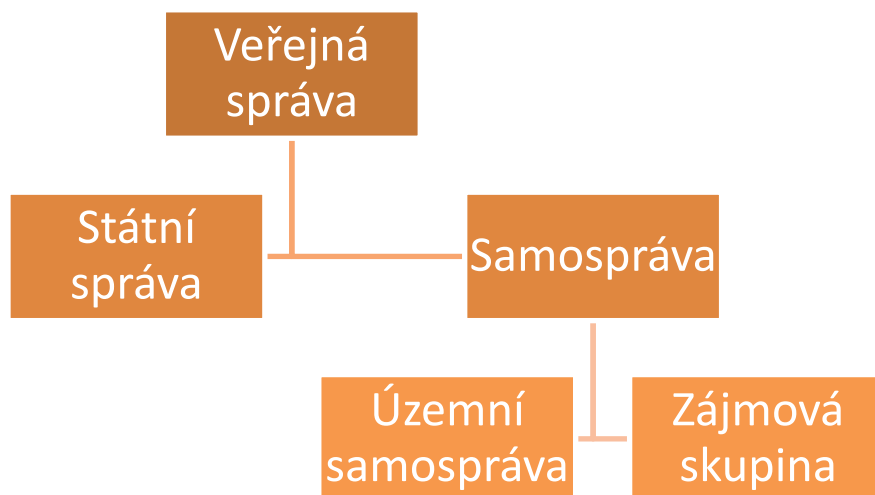 Veřejná
správa
Státní
správa
Samospráva
Územní
samospráva
Zájmová
skupina